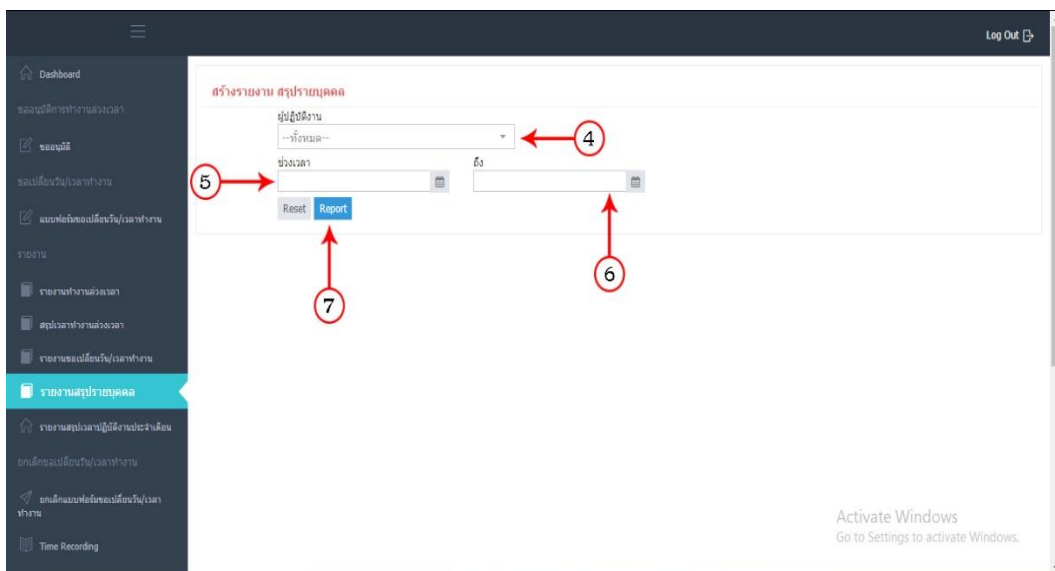 Log Out
Dashboard
ขออนุมัติการทำงานล่วงเวลา
ขออนุมัติ
ขอเปลี่ยนวัน/เวลาทำงาน
แบบฟอร์มขอเปลี่ยนวัน/เวลาทำงาน
รายงาน
รายงานทำงานล่วงเวลา
สรุปเวลาทำงานล่วงเวลา
รายงานขอเปลี่ยนวัน/เวลาทำงาน
รายงานสรุปรายบุคคล
รายงานสรุปเวลาปฏิบัติงานประจำเดือน
ยกเลิกขอเปลี่ยนวัน/เวลาทำงาน
ยกเลิกแบบฟอร์มขอเปลี่ยนวัน/เวลา
ทำงาน
Time Recording
สร้างรายงาน สรุปรายบุคคล
ผู้ปฏิบัติงาน
--ทั้งหมด--
4
ช่วงเวลา ถึง
5
Reset Report
6
7
Activate Windows
Go to Settings to activate Windows.